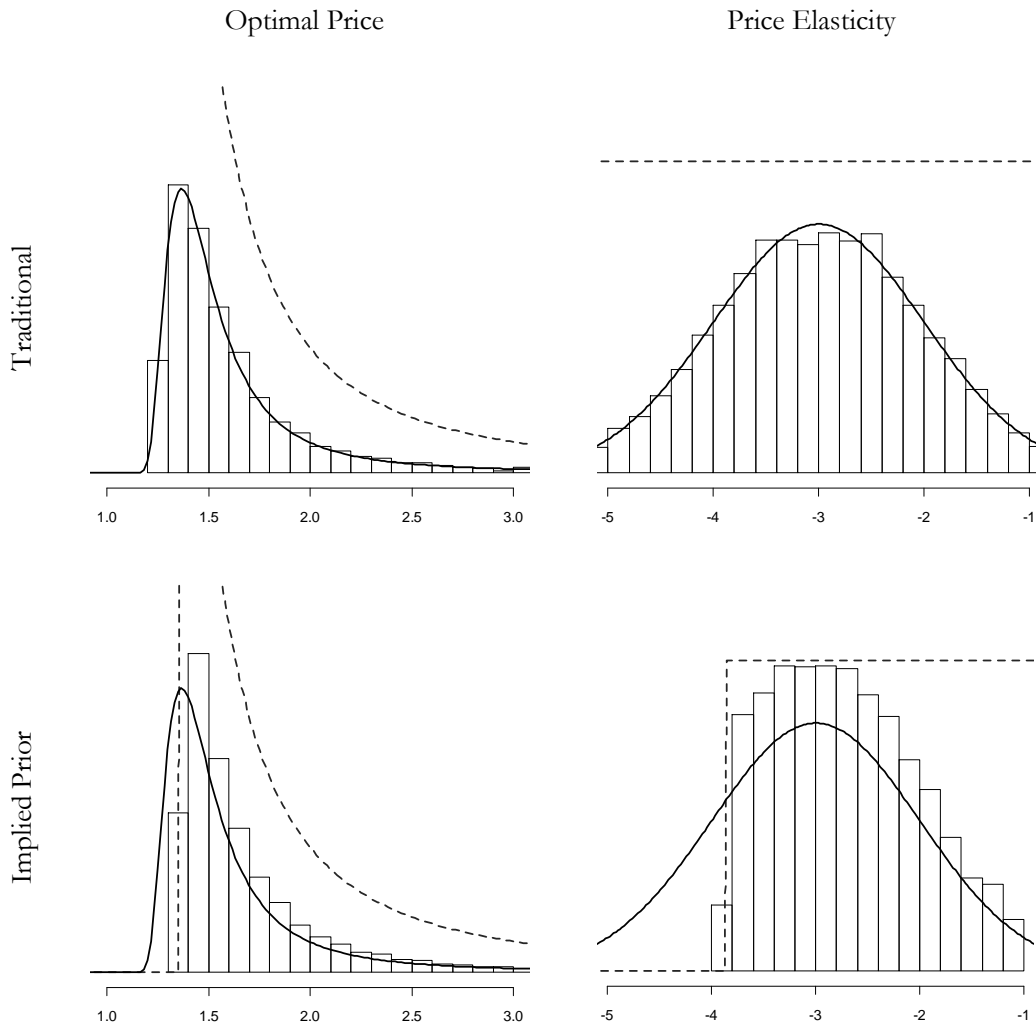 Optimal Price
Price Elasticity
Traditional
1.0 1.5 2.0 2.5 3.0
-5 -4 -3 -2 -1
Implied Prior
1.0 1.5 2.0 2.5 3.0
-5 -4 -3 -2 -1